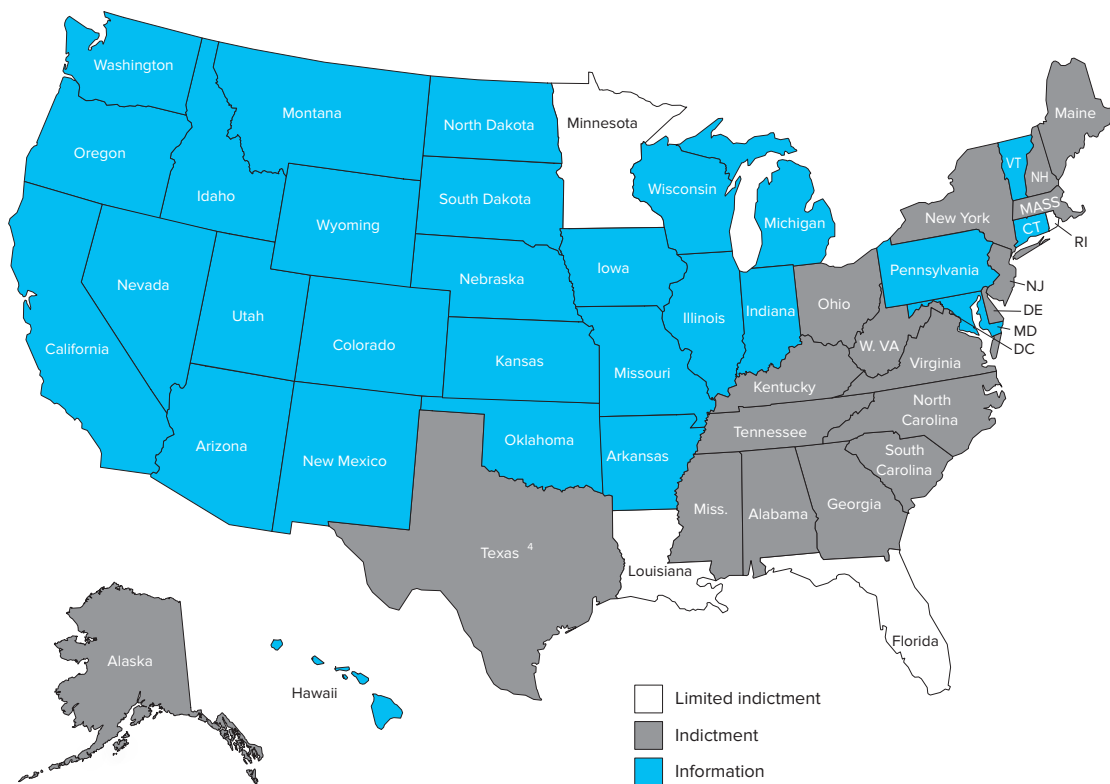 Washington
Montana
North Dakota
Minnesota
Maine
Oregon
Idaho
Wyoming
South Dakota
Wisconsin
Michigan
VT
NH
New York
MASS
CT
RI
Nevada
Utah
Nebraska
Iowa
Pennsylvania
NJ
California
Colorado
Kansas
Missouri
Illinois
Indiana
Ohio
W. VA
Virginia
DE
MD
DC
Kentucky
Arizona
New Mexico
Oklahoma
Arkansas
Tennessee
North
Carolina
South
Carolina
Texas 4
Louisiana
Miss.
Alabama
Georgia
Florida
Alaska
Hawaii
Limited indictment
Indictment
Information